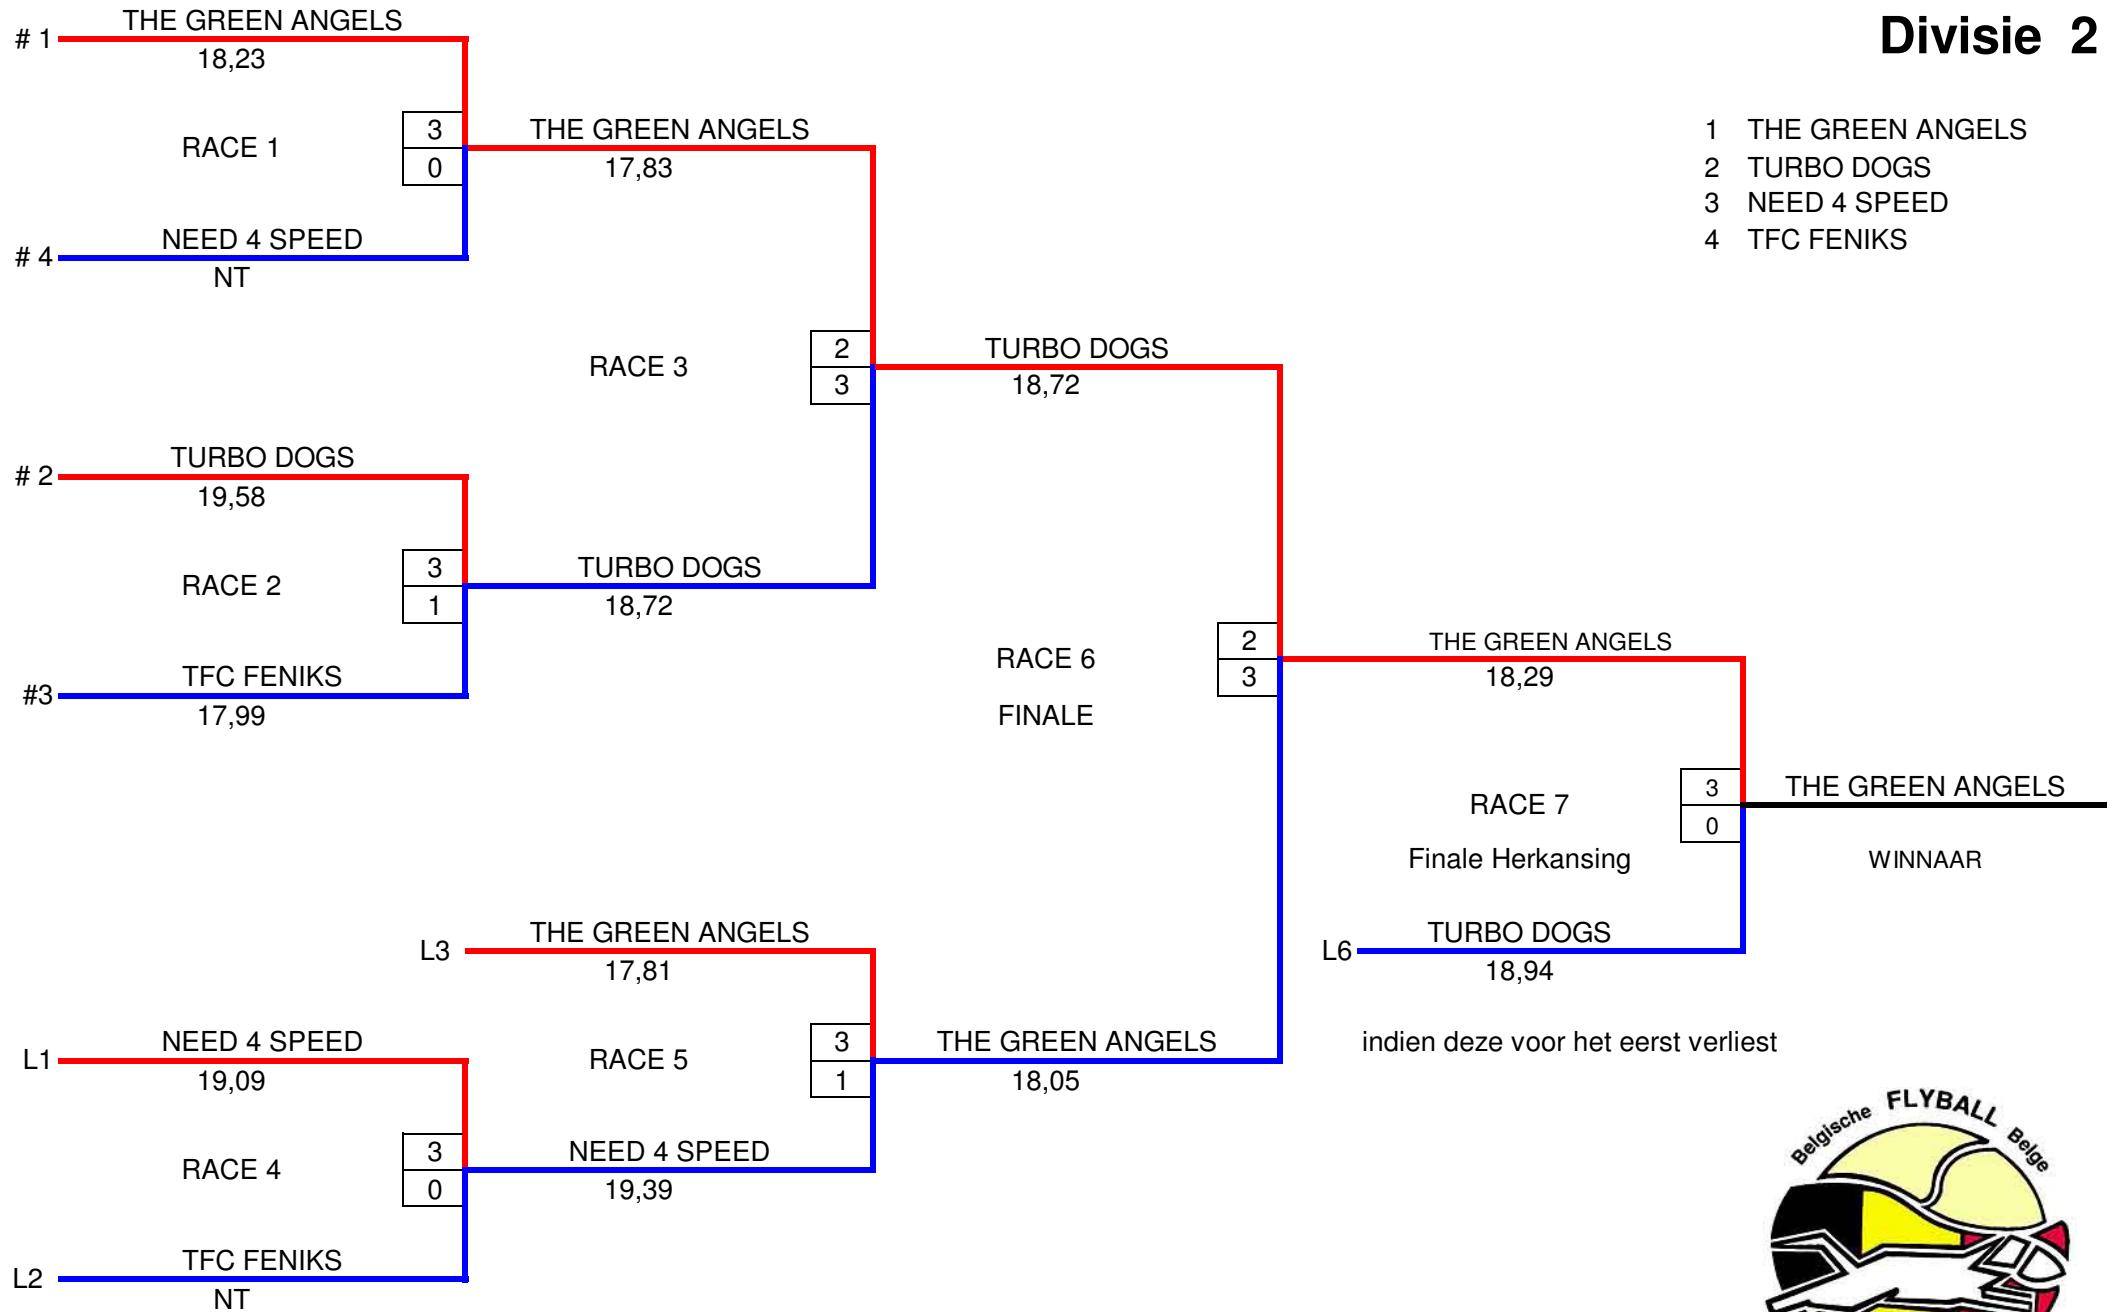 Divisie 2
1 THE GREEN ANGELS
2 TURBO DOGS
3 NEED 4 SPEED
4 TFC FENIKS
# 1 THE GREEN ANGELS
18,23
RACE 1
3
0
# 4 NEED 4 SPEED
NT
THE GREEN ANGELS
17,83
RACE 3
2
3
# 2 TURBO DOGS
19,58
RACE 2
3
1
#3 TFC FENIKS
17,99
TURBO DOGS
18,72
TURBO DOGS
18,72
RACE 6
2
3
FINALE
THE GREEN ANGELS
18,29
RACE 7
3
0
Finale Herkansing
THE GREEN ANGELS
WINNAAR
L6 TURBO DOGS
18,94
indien deze voor het eerst verliest
L3 THE GREEN ANGELS
17,81
RACE 5
3
1
THE GREEN ANGELS
18,05
L1 NEED 4 SPEED
19,09
RACE 4
3
0
NEED 4 SPEED
19,39
L2 TFC FENIKS
NT
Belgische FLYBALL Belge